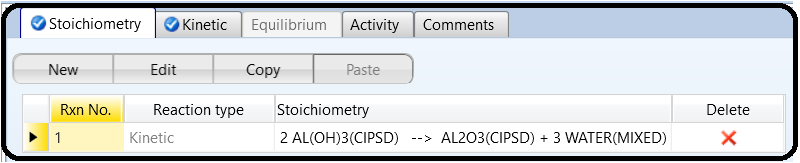 Stoichiometry Kinetic Equilibrium Activity Comments
New Edit Copy Paste
Rxn No. Reaction type Stoichiometry Delete
1 Kinetic 2 AL(OH)3(CIPSD) --> AL2O3(CIPSD) + 3 WATER(MIXED)